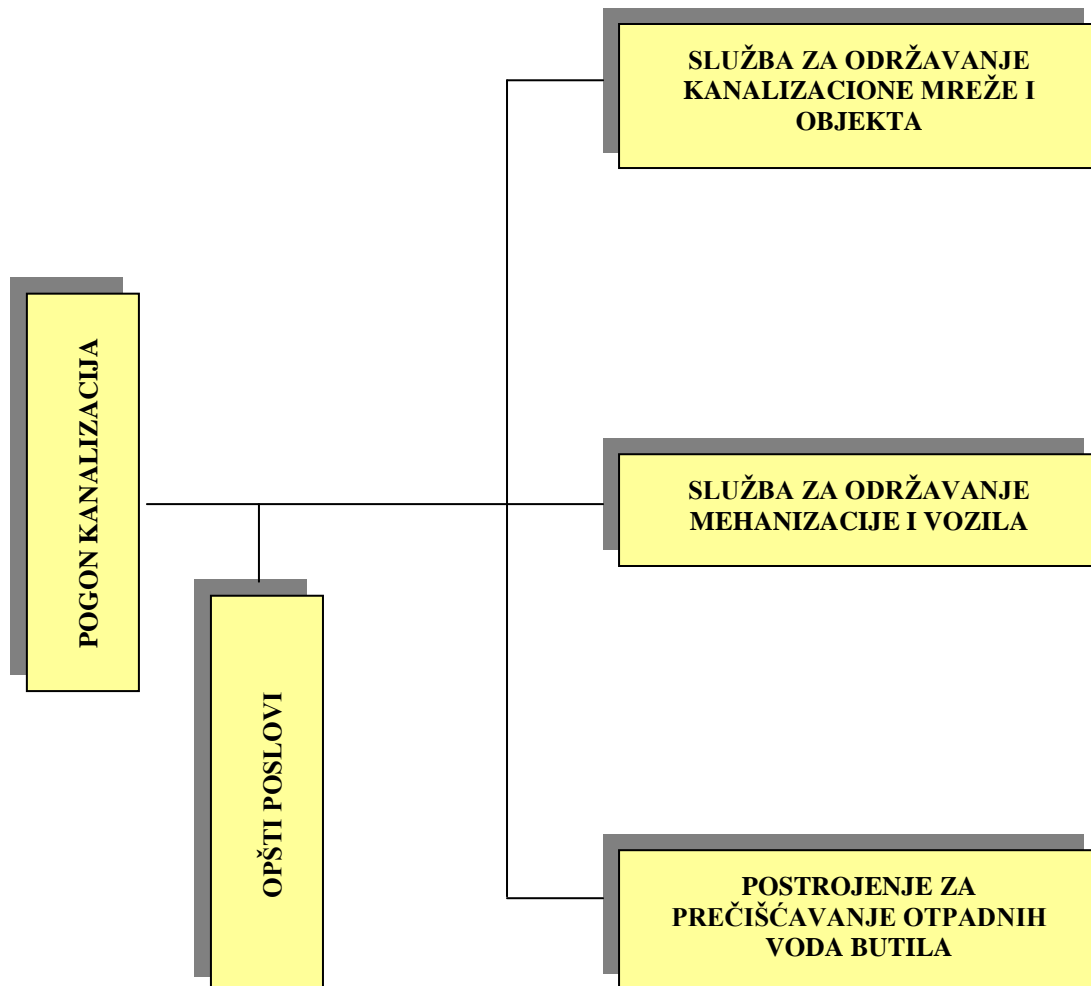 SLUŽBA ZA ODRŽAVANJE
KANALIZACIONE MREŽE I
OBJEKTA
POGON KANALIZACIJA
SLUŽBA ZA ODRŽAVANJE
MEHANIZACIJE I VOZILA
OPŠTI POSLOVI
POSTROJENJE ZA
PREČIŠĆAVANJE OTPADNIH
VODA BUTILA